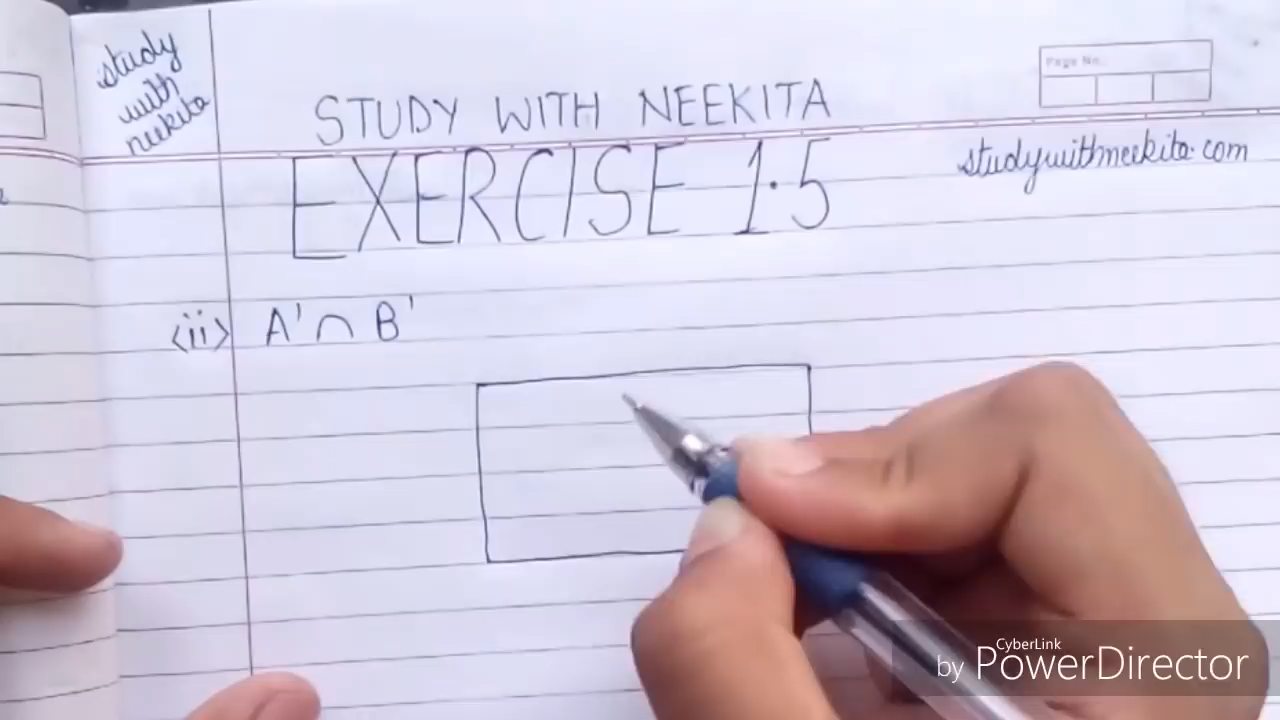 study
with
neekita
STUDY WITH NEEKITA
Page No.
studywithneekita.com
EXERCISE 1.5
<ii> A' ∩ B'
CyberLink
by PowerDirector